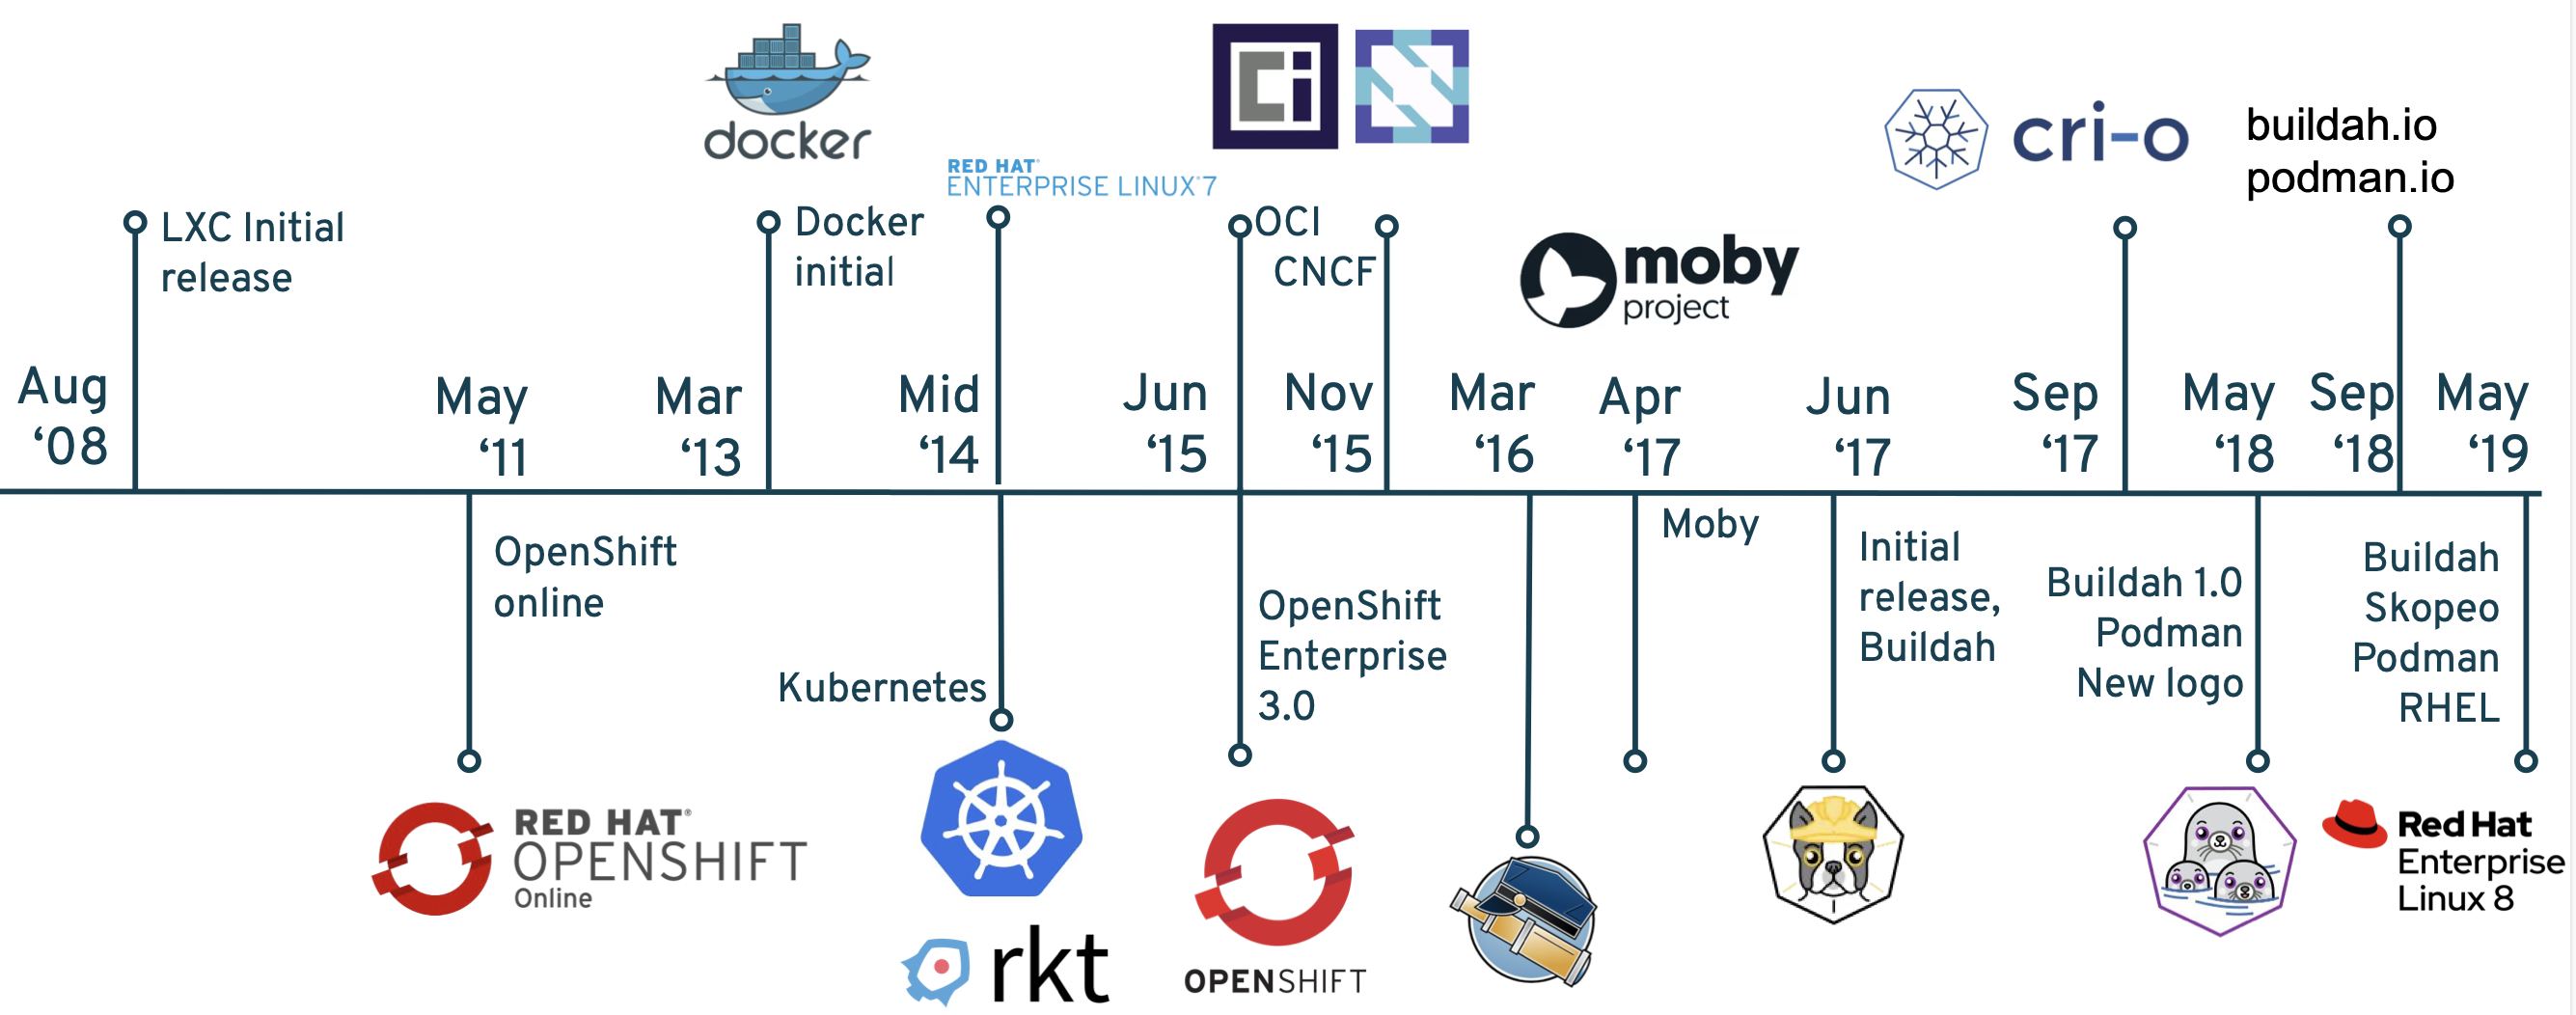 docker
Ci
RED HAT®
ENTERPRISE LINUX®7
cri-o
buildah.io
podman.io
LXC Initial
release
Docker
initial
OCI
CNCF
moby
project
Aug
‘08
May
‘11
Mar
‘13
Mid
‘14
Jun
‘15
Nov
‘15
Mar
‘16
Apr
‘17
Jun
‘17
Sep
‘17
May
‘18
Sep
‘18
May
‘19
OpenShift
online
Kubernetes
OpenShift
Enterprise
3.0
Moby
Initial
release,
Buildah
Buildah 1.0
Podman
New logo
Buildah
Skopeo
Podman
RHEL
RED HAT®
OPENSHIFT
Online
rkt
OPENSHIFT
Red Hat
Enterprise
Linux 8